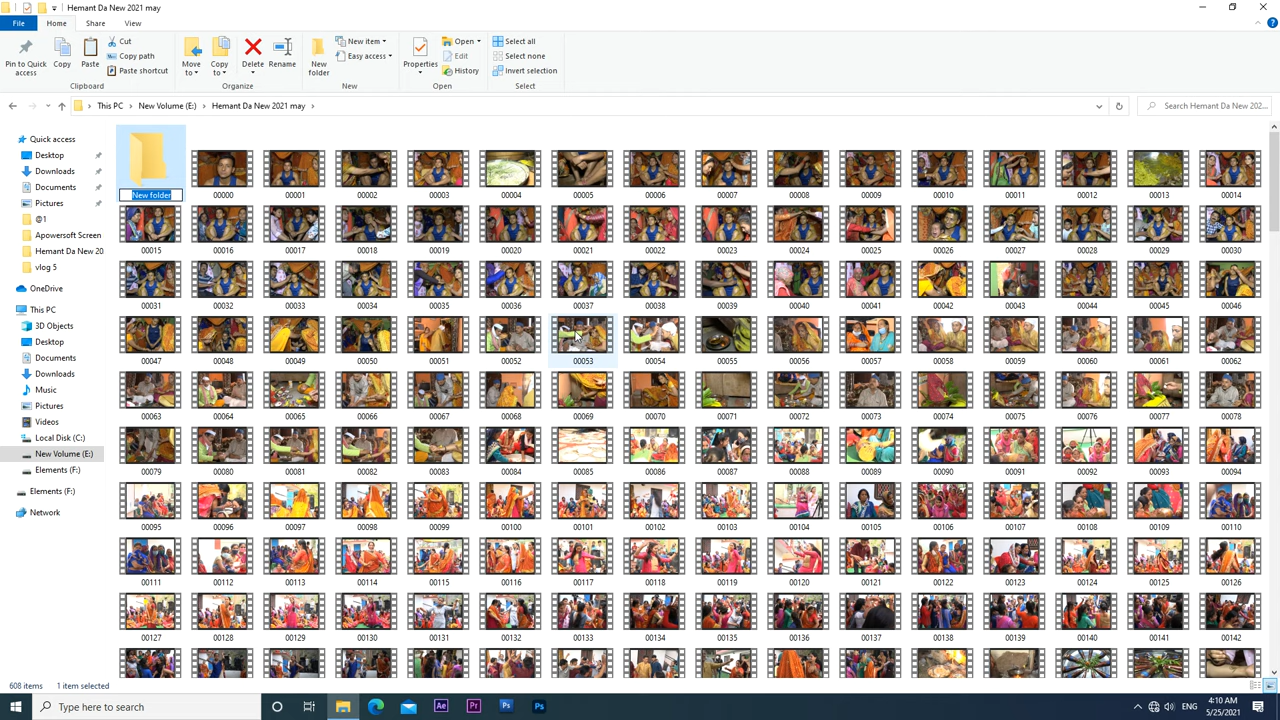 Hemant Da New 2021 may
File Home Share View
Pin to Quick access
Copy
Paste
Cut
Copy path
Paste shortcut
Clipboard
Move to
Copy to
Delete
Rename
Organize
New folder
New item
Easy access
New
Properties
Open
Edit
History
Open
Select all
Select none
Invert selection
Select
This PC > New Volume (E:) > Hemant Da New 2021 may >
Search Hemant Da New 202...
Quick access
Desktop
Downloads
Documents
Pictures
@1
Apowersoft Screen
Hemant Da New 20
vlog 5
OneDrive
This PC
3D Objects
Desktop
Documents
Downloads
Music
Pictures
Videos
Local Disk (C:)
New Volume (E:)
Elements (F:)
Elements (F:)
Network
New folder 00000 00001 00002 00003 00004 00005 00006 00007 00008 00009 00010 00011 00012 00013 00014
00015 00016 00017 00018 00019 00020 00021 00022 00023 00024 00025 00026 00027 00028 00029 00030
00031 00032 00033 00034 00035 00036 00037 00038 00039 00040 00041 00042 00043 00044 00045 00046
00047 00048 00049 00050 00051 00052 00053 00054 00055 00056 00057 00058 00059 00060 00061 00062
00063 00064 00065 00066 00067 00068 00069 00070 00071 00072 00073 00074 00075 00076 00077 00078
00079 00080 00081 00082 00083 00084 00085 00086 00087 00088 00089 00090 00091 00092 00093 00094
00095 00096 00097 00098 00099 00100 00101 00102 00103 00104 00105 00106 00107 00108 00109 00110
00111 00112 00113 00114 00115 00116 00117 00118 00119 00120 00121 00122 00123 00124 00125 00126
00127 00128 00129 00130 00131 00132 00133 00134 00135 00136 00137 00138 00139 00140 00141 00142
608 items 1 item selected
Type here to search
Ae Pr Ps Ps
ENG
4:10 AM
5/25/2021